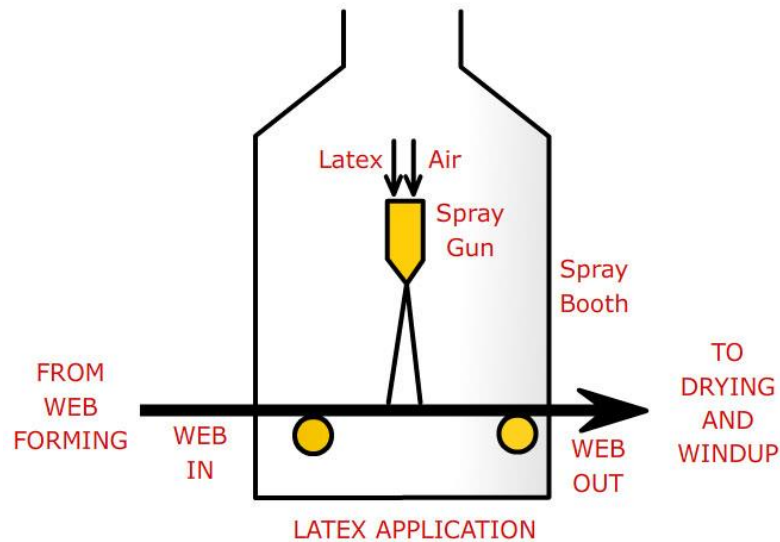 Latex
Air
Spray
Gun
Spray
Booth
FROM
WEB
FORMING
WEB
IN
WEB
OUT
TO
DRYING
AND
WINDUP
LATEX APPLICATION